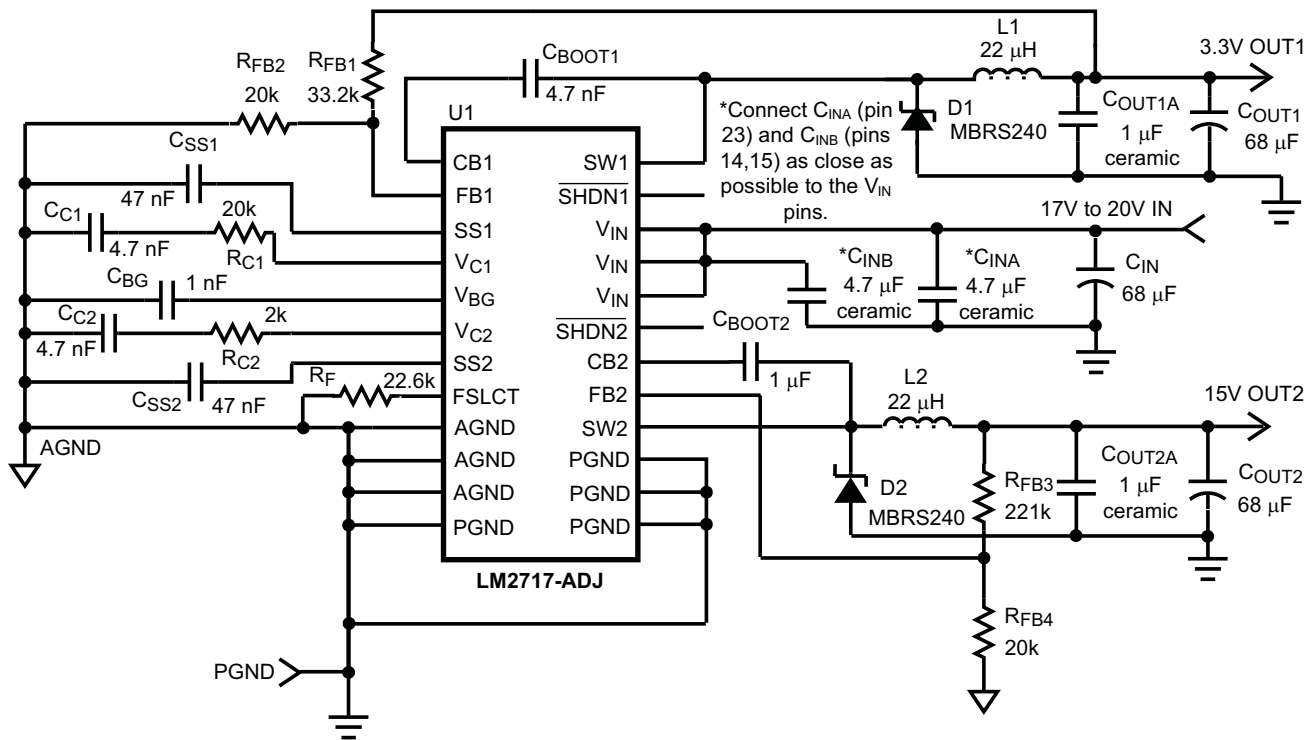 L1
22 μH
3.3V OUT1
RFB2
20k
RFB1
33.2k
CBOOT1
4.7 nF
U1
*Connect CINA (pin
23) and CINB (pins
14,15) as close as
possible to the VIN
pins.
D1
MBRS240
COUT1A
1 μF
ceramic
COUT1
68 μF
CSS1
47 nF
CC1
4.7 nF
20k
RC1
CBG
1 nF
CC2
4.7 nF
2k
RC2
CSS2
47 nF
RF
22.6k
AGND
CB1
FB1
SS1
VC1
VBG
VC2
SS2
FSLCT
AGND
AGND
AGND
PGND
SW1
SHDN1
VIN
VIN
VIN
SHDN2
CB2
FB2
SW2
PGND
PGND
PGND
LM2717-ADJ
17V to 20V IN
*CINB
4.7 μF
ceramic
*CINA
4.7 μF
ceramic
CIN
68 μF
CBOOT2
1 μF
L2
22 μH
15V OUT2
D2
MBRS240
RFB3
221k
COUT2A
1 μF
ceramic
COUT2
68 μF
RFB4
20k
PGND